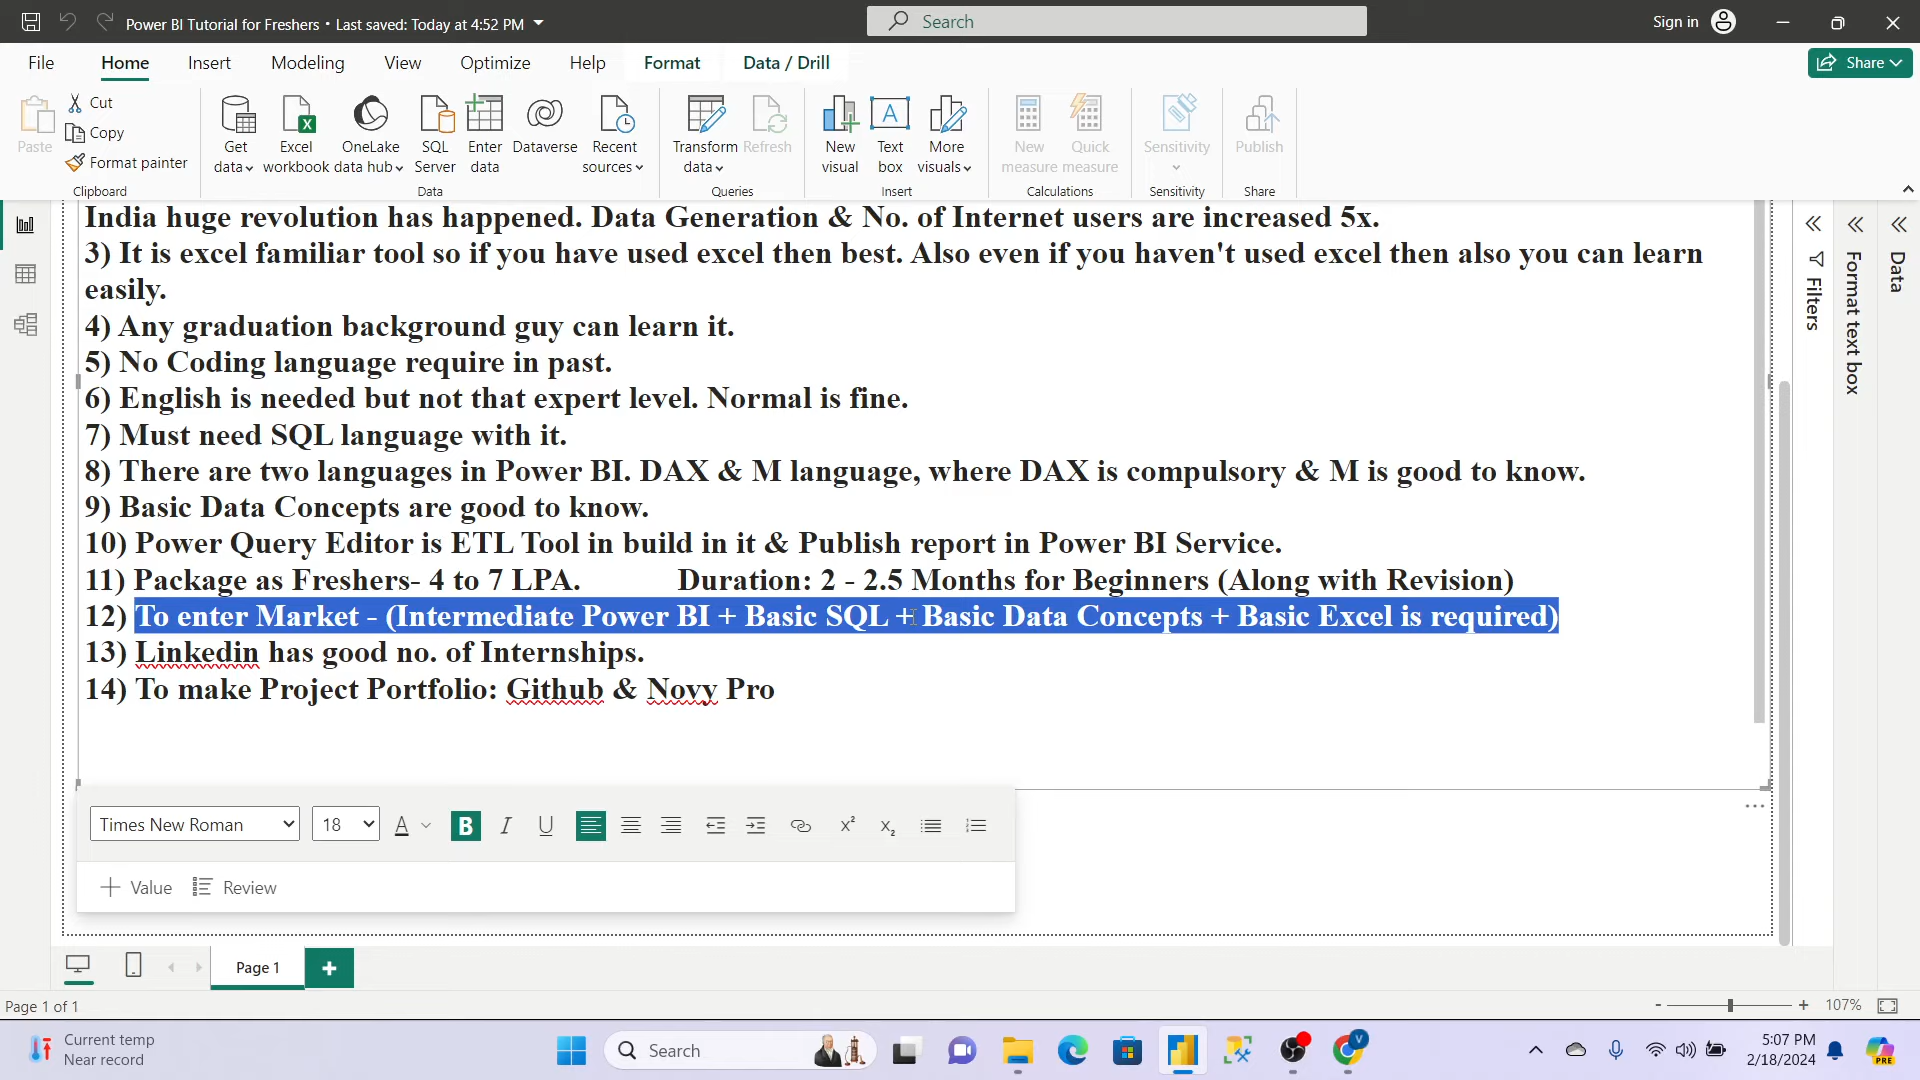 Power BI Tutorial for Freshers • Last saved: Today at 4:52 PM
Search
Sign in
File Home Insert Modeling View Optimize Help Format Data / Drill
Share
Paste
Cut
Copy
Format painter
Clipboard
Get data
Excel workbook
OneLake data hub
SQL Server
Enter data
Dataverse
Recent sources
Data
Transform data
Refresh
Queries
New visual
Text box
More visuals
Insert
New measure
Quick measure
Calculations
Sensitivity
Sensitivity
Publish
Share
India huge revolution has happened. Data Generation & No. of Internet users are increased 5x.
3) It is excel familiar tool so if you have used excel then best. Also even if you haven't used excel then also you can learn
easily.
4) Any graduation background guy can learn it.
5) No Coding language require in past.
6) English is needed but not that expert level. Normal is fine.
7) Must need SQL language with it.
8) There are two languages in Power BI. DAX & M language, where DAX is compulsory & M is good to know.
9) Basic Data Concepts are good to know.
10) Power Query Editor is ETL Tool in build in it & Publish report in Power BI Service.
11) Package as Freshers- 4 to 7 LPA. Duration: 2 - 2.5 Months for Beginners (Along with Revision)
12) To enter Market - (Intermediate Power BI + Basic SQL + Basic Data Concepts + Basic Excel is required)
13) Linkedin has good no. of Internships.
14) To make Project Portfolio: Github & Novy Pro
Filters
Format text box
Data
Times New Roman 18 A B I U x² x₂
Value Review
Page 1
Page 1 of 1
- + 107%
Current temp
Near record
Search
5:07 PM
2/18/2024
PRE